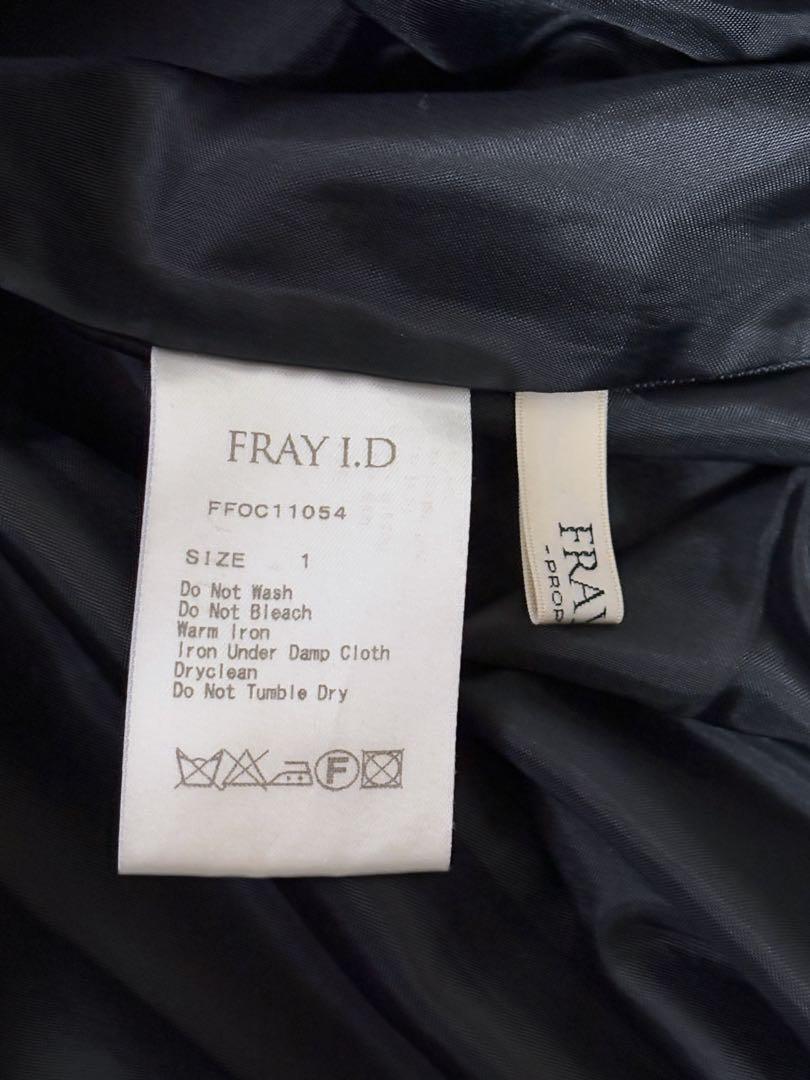 FRAY I.D
FFOC11054
SIZE 1
Do Not Wash
Do Not Bleach
Warm Iron
Iron Under Damp Cloth
Dryclean
Do Not Tumble Dry
F
FRA
-PROP